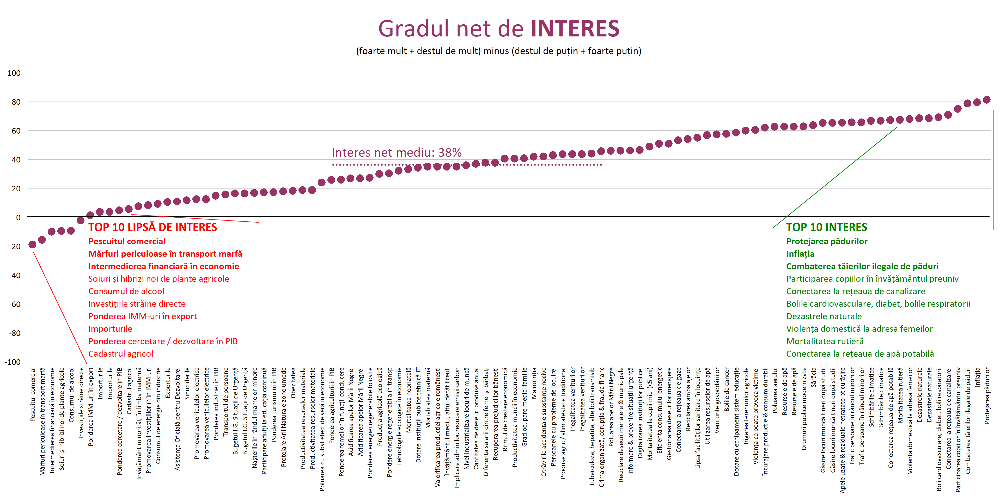 Gradul net de INTERES
(foarte mult + destul de mult) minus (destul de puțin + foarte puțin)
100
80
60
40
20
0
-20
-40
-60
-80
-100
Interes net mediu: 38%
TOP 10 LIPSĂ DE INTERES
Pescuitul comercial
Mărfuri periculoase în transport marfă
Intermedierea financiară în economie
Soiuri şi hibrizi noi de plante agricole
Consumul de alcool
Investițiile străine directe
Ponderea IMM-uri în export
Importurile
Ponderea cercetare / dezvoltare în PIB
Cadastrul agricol
TOP 10 INTERES
Protejarea pădurilor
Inflația
Combaterea tăierilor ilegale de păduri
Participarea copiilor în învățământul preuniv
Conectarea la rețeaua de canalizare
Bolile cardiovasculare, diabet, bolile respiratorii
Dezastrele naturale
Violența domestică la adresa femeilor
Mortalitatea rutieră
Conectarea la rețeaua de apă potabilă
Pescuitul comercial
Mărfuri periculoase în transport marfă
Intermedierea financiară în economie
Soiuri şi hibrizi noi de plante agricole
Consumul de alcool
Investițiile străine directe
Ponderea IMM-uri în export
Importurile
Importurile
Ponderea cercetare / dezvoltare în PIB
Cadastrul agricol
Invățământ minorități în limba maternă
Promovarea investițiilor în în IMM-uri
Consumul de energie din industrie
Exporturile
Asistența Oficială pentru Dezvoltare
Sinuciderile
Promovarea vehiculelor electrice
Promovarea vehiculelor electrice
Ponderea industriei în PIB
Transportul de persoane
Bugetul I.G. Situații de Urgență
Bugetul I.G. Situații de Urgență
Nașterile în rândul mamelor minore
Participare adulți la educația continuă
Ponderea turismului în PIB
Protejare Arii Naturale zone umede
Obezitatea
Productivitatea resurselor materiale
Productivitatea resurselor materiale
Poluarea cu subst efect de seră in economie
Ponderea agriculturii în PIB
Ponderea femeilor în funcții conducere
Acidificarea apelor Mării Negre
Acidificarea apelor Mării Negre
Ponderea energiei regenerabile folosite
Producția agricolă ecologică
Pondere energie regenerabila în transp
Tehnologiile ecologice în economie
Mortalitatea neonatală
Dotare instituții publice tehnică IT
Mortalitatea maternă
Valorificarea producției agricole românești
Învățământul mediu, altul decât liceul
Implicare admin loc reducere emisii carbon
Nivel industrializare locuri de muncă
Cantitatea de deșeuri produse anual
Diferența salarii dintre femei și bărbați
Recuperarea prejudiciilor bănești
Ritmul de creștere economică
Productivitatea muncii în economie
Grad ocupare medici familie
Malnutriția
Otrăvirile accidentale substanțe nocive
Persoanele cu probleme de locuire
Produse agric / alim atestate tradițional
Inegalitatea veniturilor
Inegalitatea veniturilor
Tuberculoza, hepatita, alte boli transmisib
Crima organizată, corupția & frauda financ
Poluarea apelor Mării Negre
Reciclare deșeuri menajere & municipale
Informare & prevenire situații urgență
Digitalizarea instituțiilor publice
Mortalitatea la copii mici (<5 ani)
Eficiența consumului energetic
Gestionarea deșeurilor menajere
Conectarea la rețeaua de gaze
Reciclarea ambalajelor
Lipsa facilităților sanitare în locuințe
Utilizarea resurselor de apă
Veniturile gospodăriilor
Bolile de cancer
Dotare cu echipament sistem educație
Irigarea terenurilor agricole
Violența ce poate provoca victime
Încurajare producție & consum durabil
Poluarea aerului
Resursele de apă
Resursele de apă
Drumuri publice modernizate
Sărăcia
Găsire locuri muncă tineri după studii
Găsire locuri muncă tineri după studii
Apele uzate & reziduale netratate pt curățire
Trafic persoane în rândul minorilor
Trafic persoane în rândul minorilor
Schimbările climatice
Schimbările climatice
Conectarea rețeaua de apă potabilă
Mortalitatea rutieră
Violența domestică la adresa femeilor
Dezastrele naturale
Dezastrele naturale
Boli cardiovasculare, diabet, boli respiratorii
Conectarea la rețeaua de canalizare
Participarea copiilor în învățământul preuniv
Combaterea tăierilor ilegale de păduri
Inflația
Protejarea pădurilor